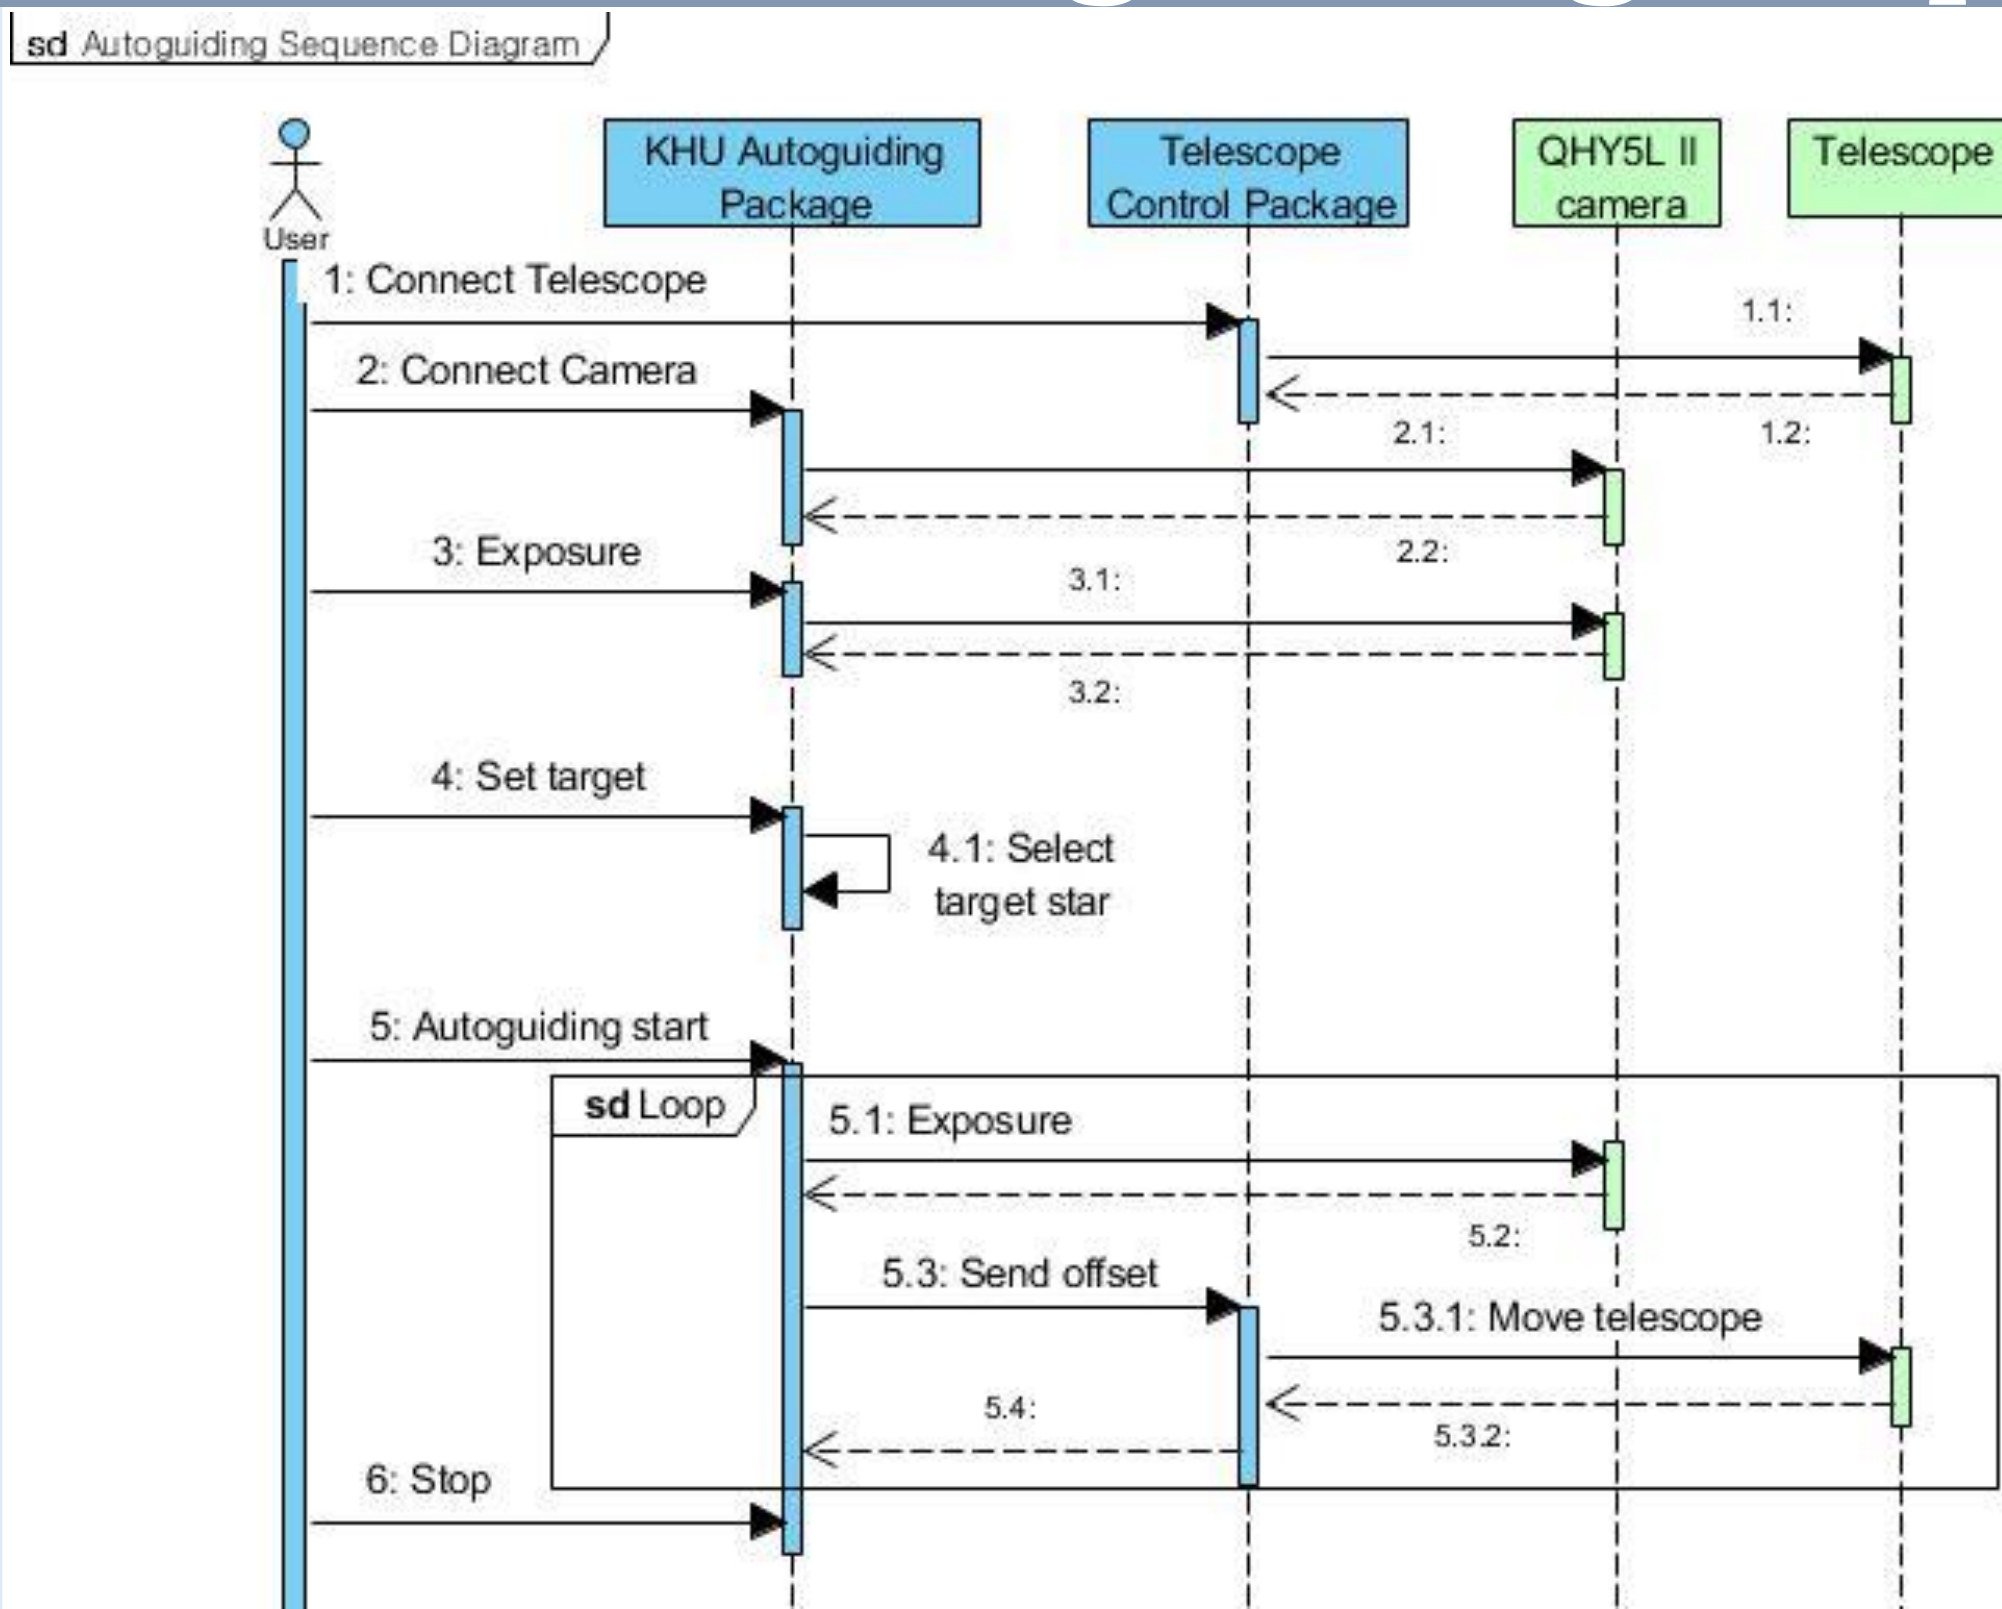 sd Autoguiding Sequence Diagram
User
KHU Autoguiding
Package
Telescope
Control Package
QHY5L II
camera
Telescope
1: Connect Telescope
1.1:
2: Connect Camera
1.2:
2.1:
2.2:
3: Exposure
3.1:
3.2:
4: Set target
4.1: Select
target star
5: Autoguiding start
sd Loop
5.1: Exposure
5.2:
5.3: Send offset
5.3.1: Move telescope
5.3.2:
5.4:
6: Stop